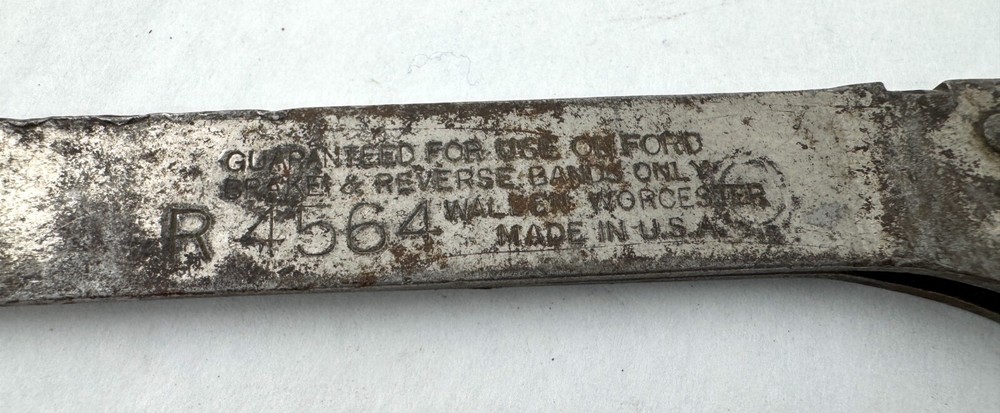 GUARANTEED FOR USE ON FORD
BRAKE & REVERSE BANDS ONLY
R 4564
WALDEN WORCESTER
MADE IN U.S.A.